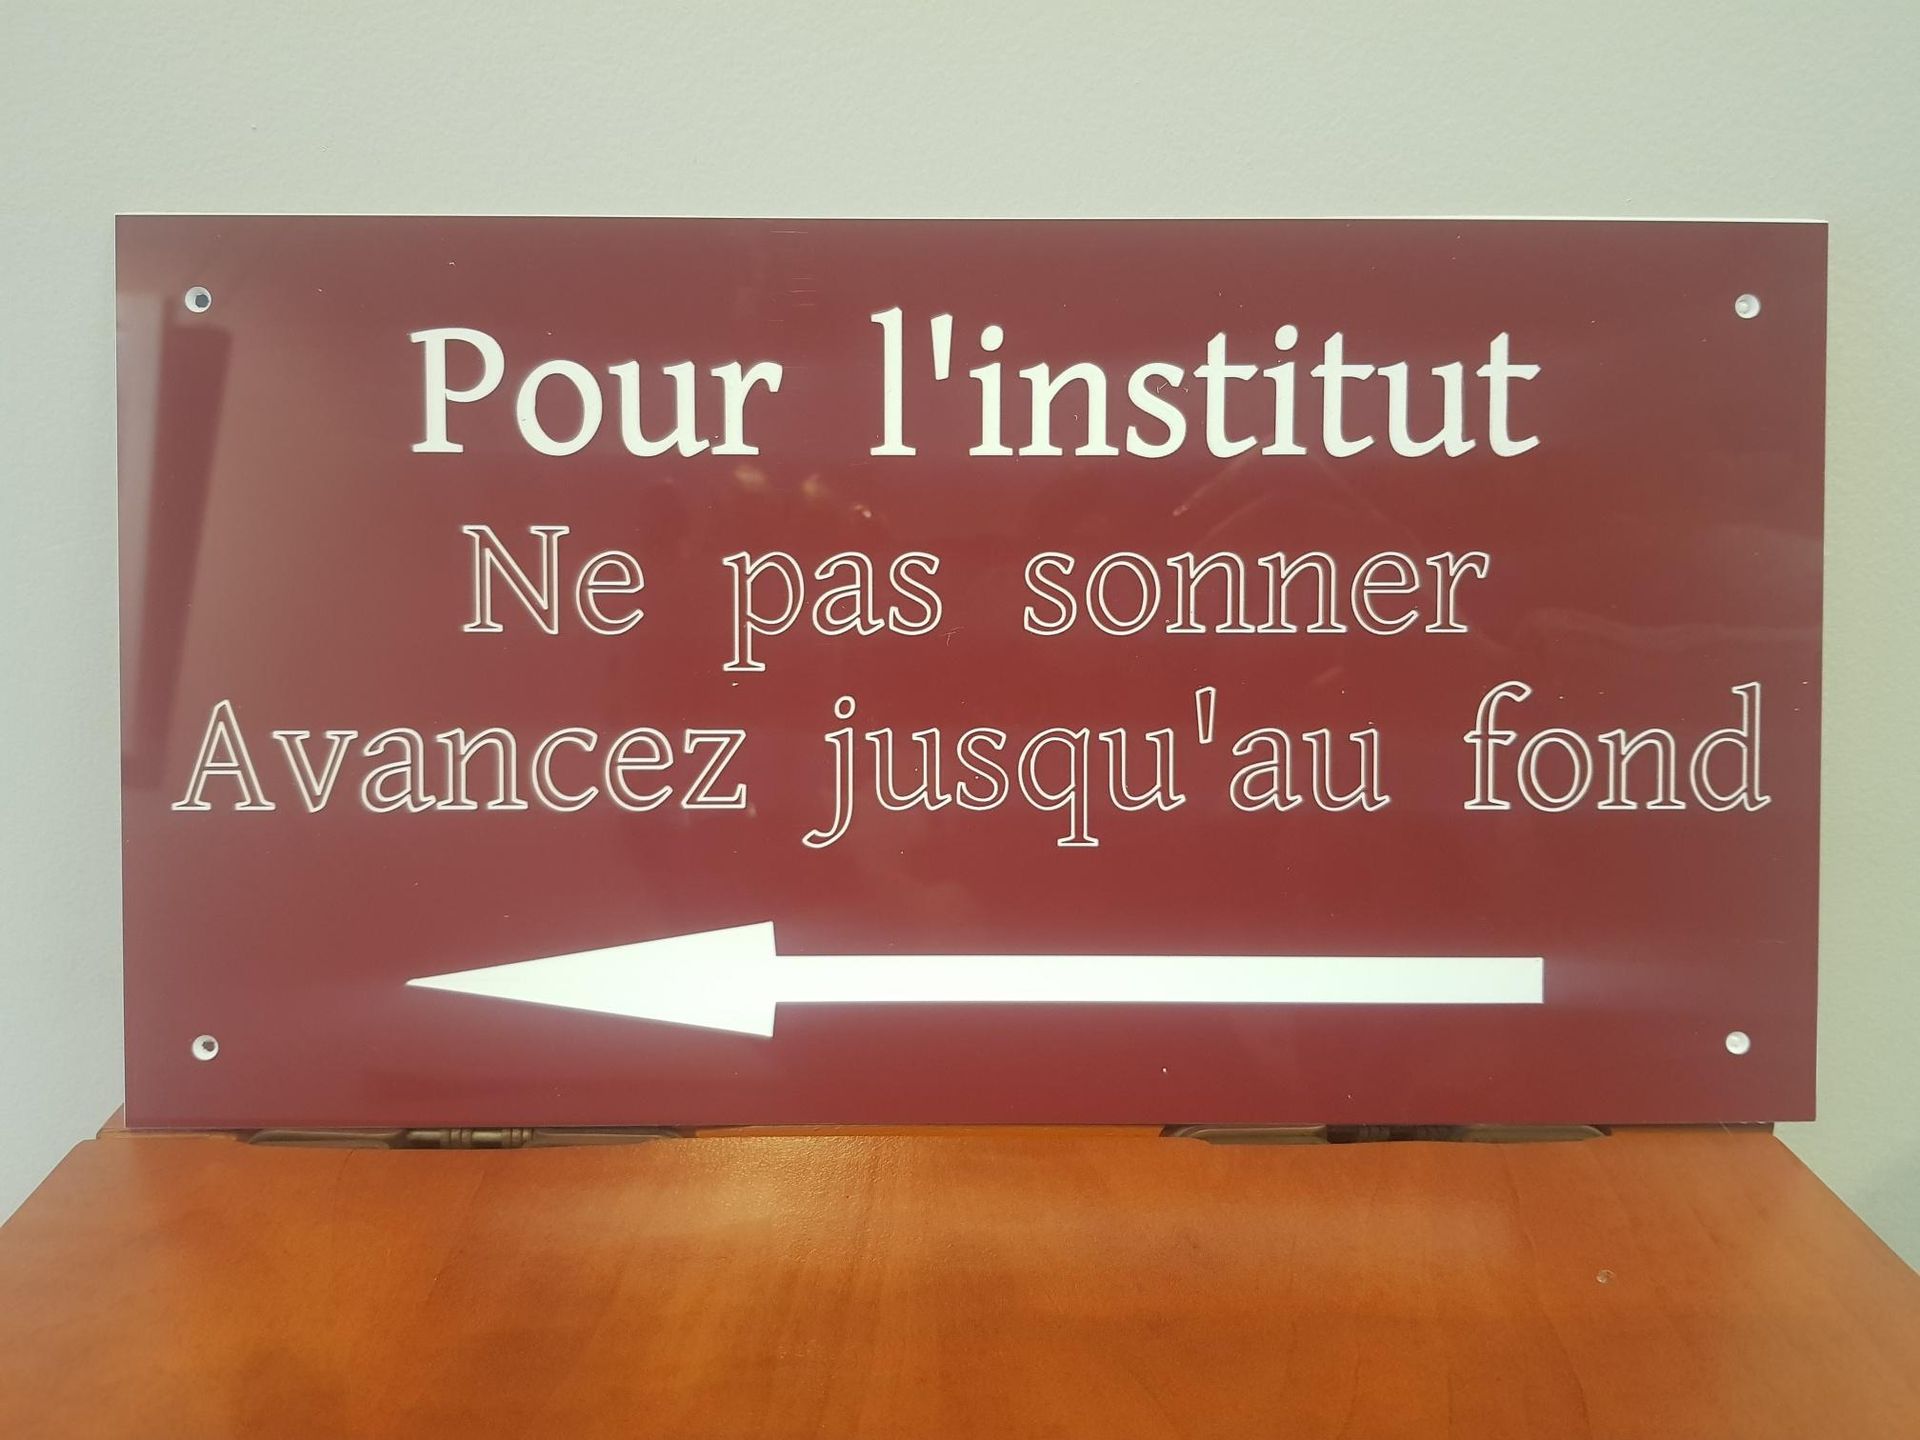 Pour l'institut
Ne pas sonner
Avancez jusqu'au fond